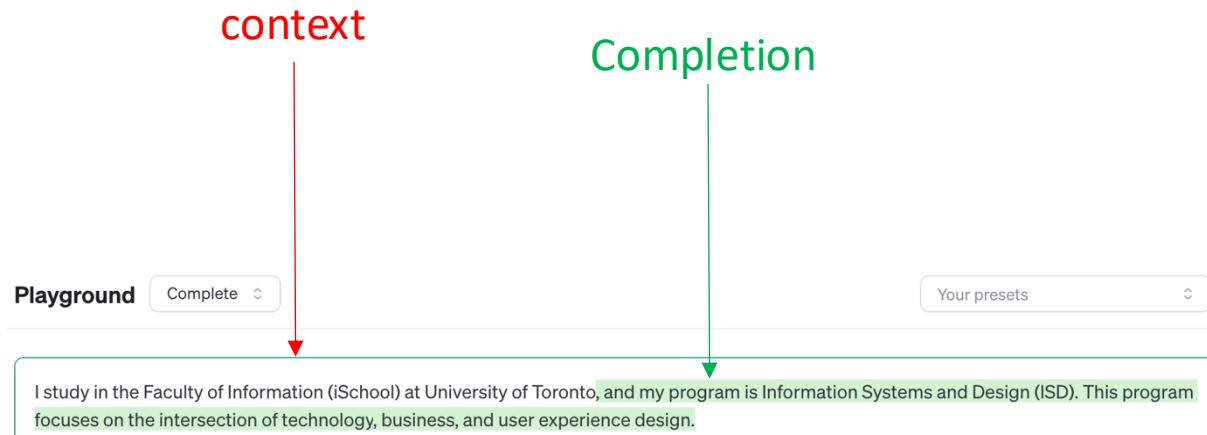 context
Completion
Playground
Complete
Your presets
I study in the Faculty of Information (iSchool) at University of Toronto, and my program is Information Systems and Design (ISD). This program
focuses on the intersection of technology, business, and user experience design.